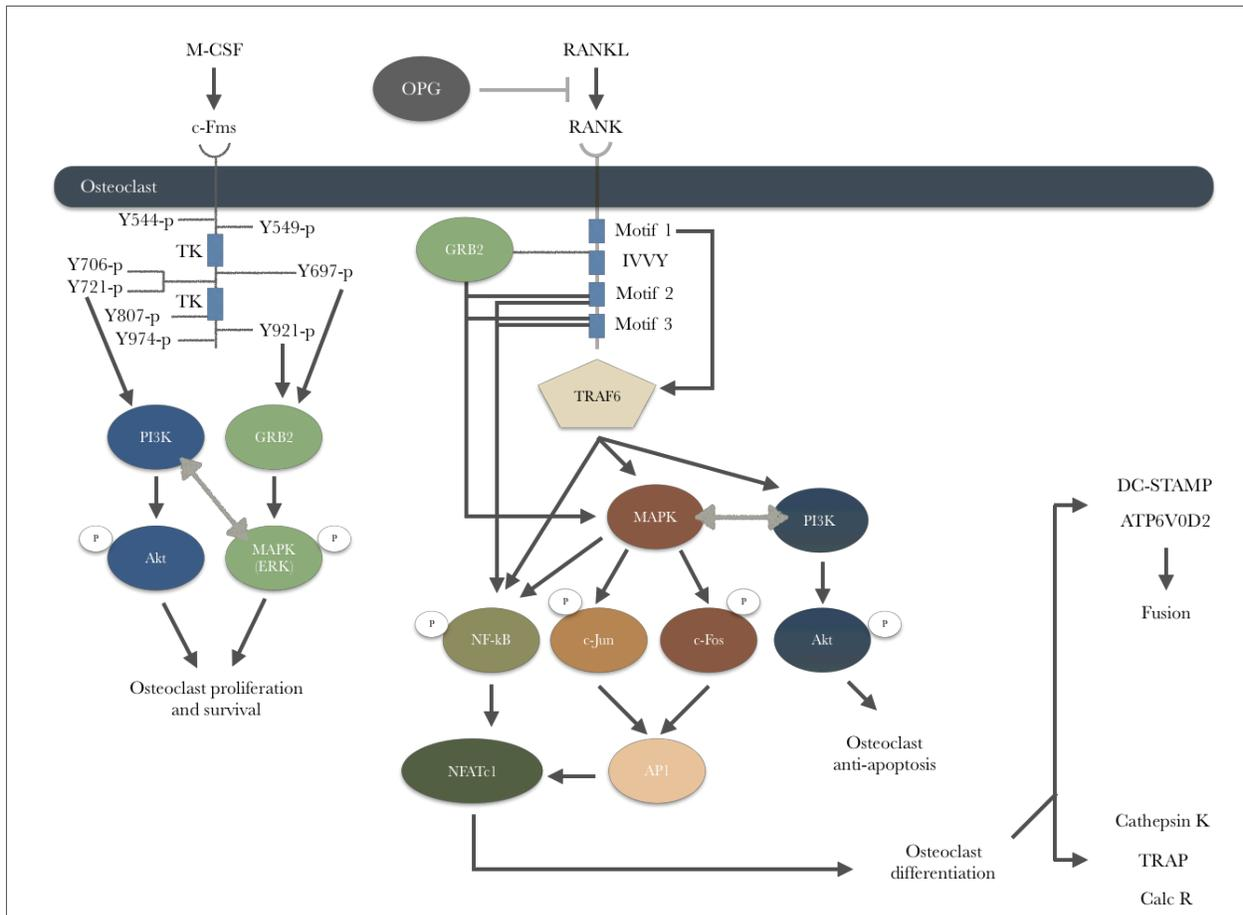 M-CSF
RANKL
OPG
c-Fms
RANK
Osteoclast
Y544-p
Y549-p
TK
Y706-p
Y721-p
Y697-p
TK
Y807-p
Y921-p
Y974-p
GRB2
Motif 1
IVVY
Motif 2
Motif 3
TRAF6
PI3K
GRB2
P
Akt
MAPK
(ERK)
P
Osteoclast proliferation
and survival
MAPK
PI3K
P
NF-kB
P
c-Jun
c-Fos
P
Akt
P
NFATc1
AP1
Osteoclast
anti-apoptosis
Osteoclast
differentiation
DC-STAMP
ATP6V0D2
Fusion
Cathepsin K
TRAP
Calc R